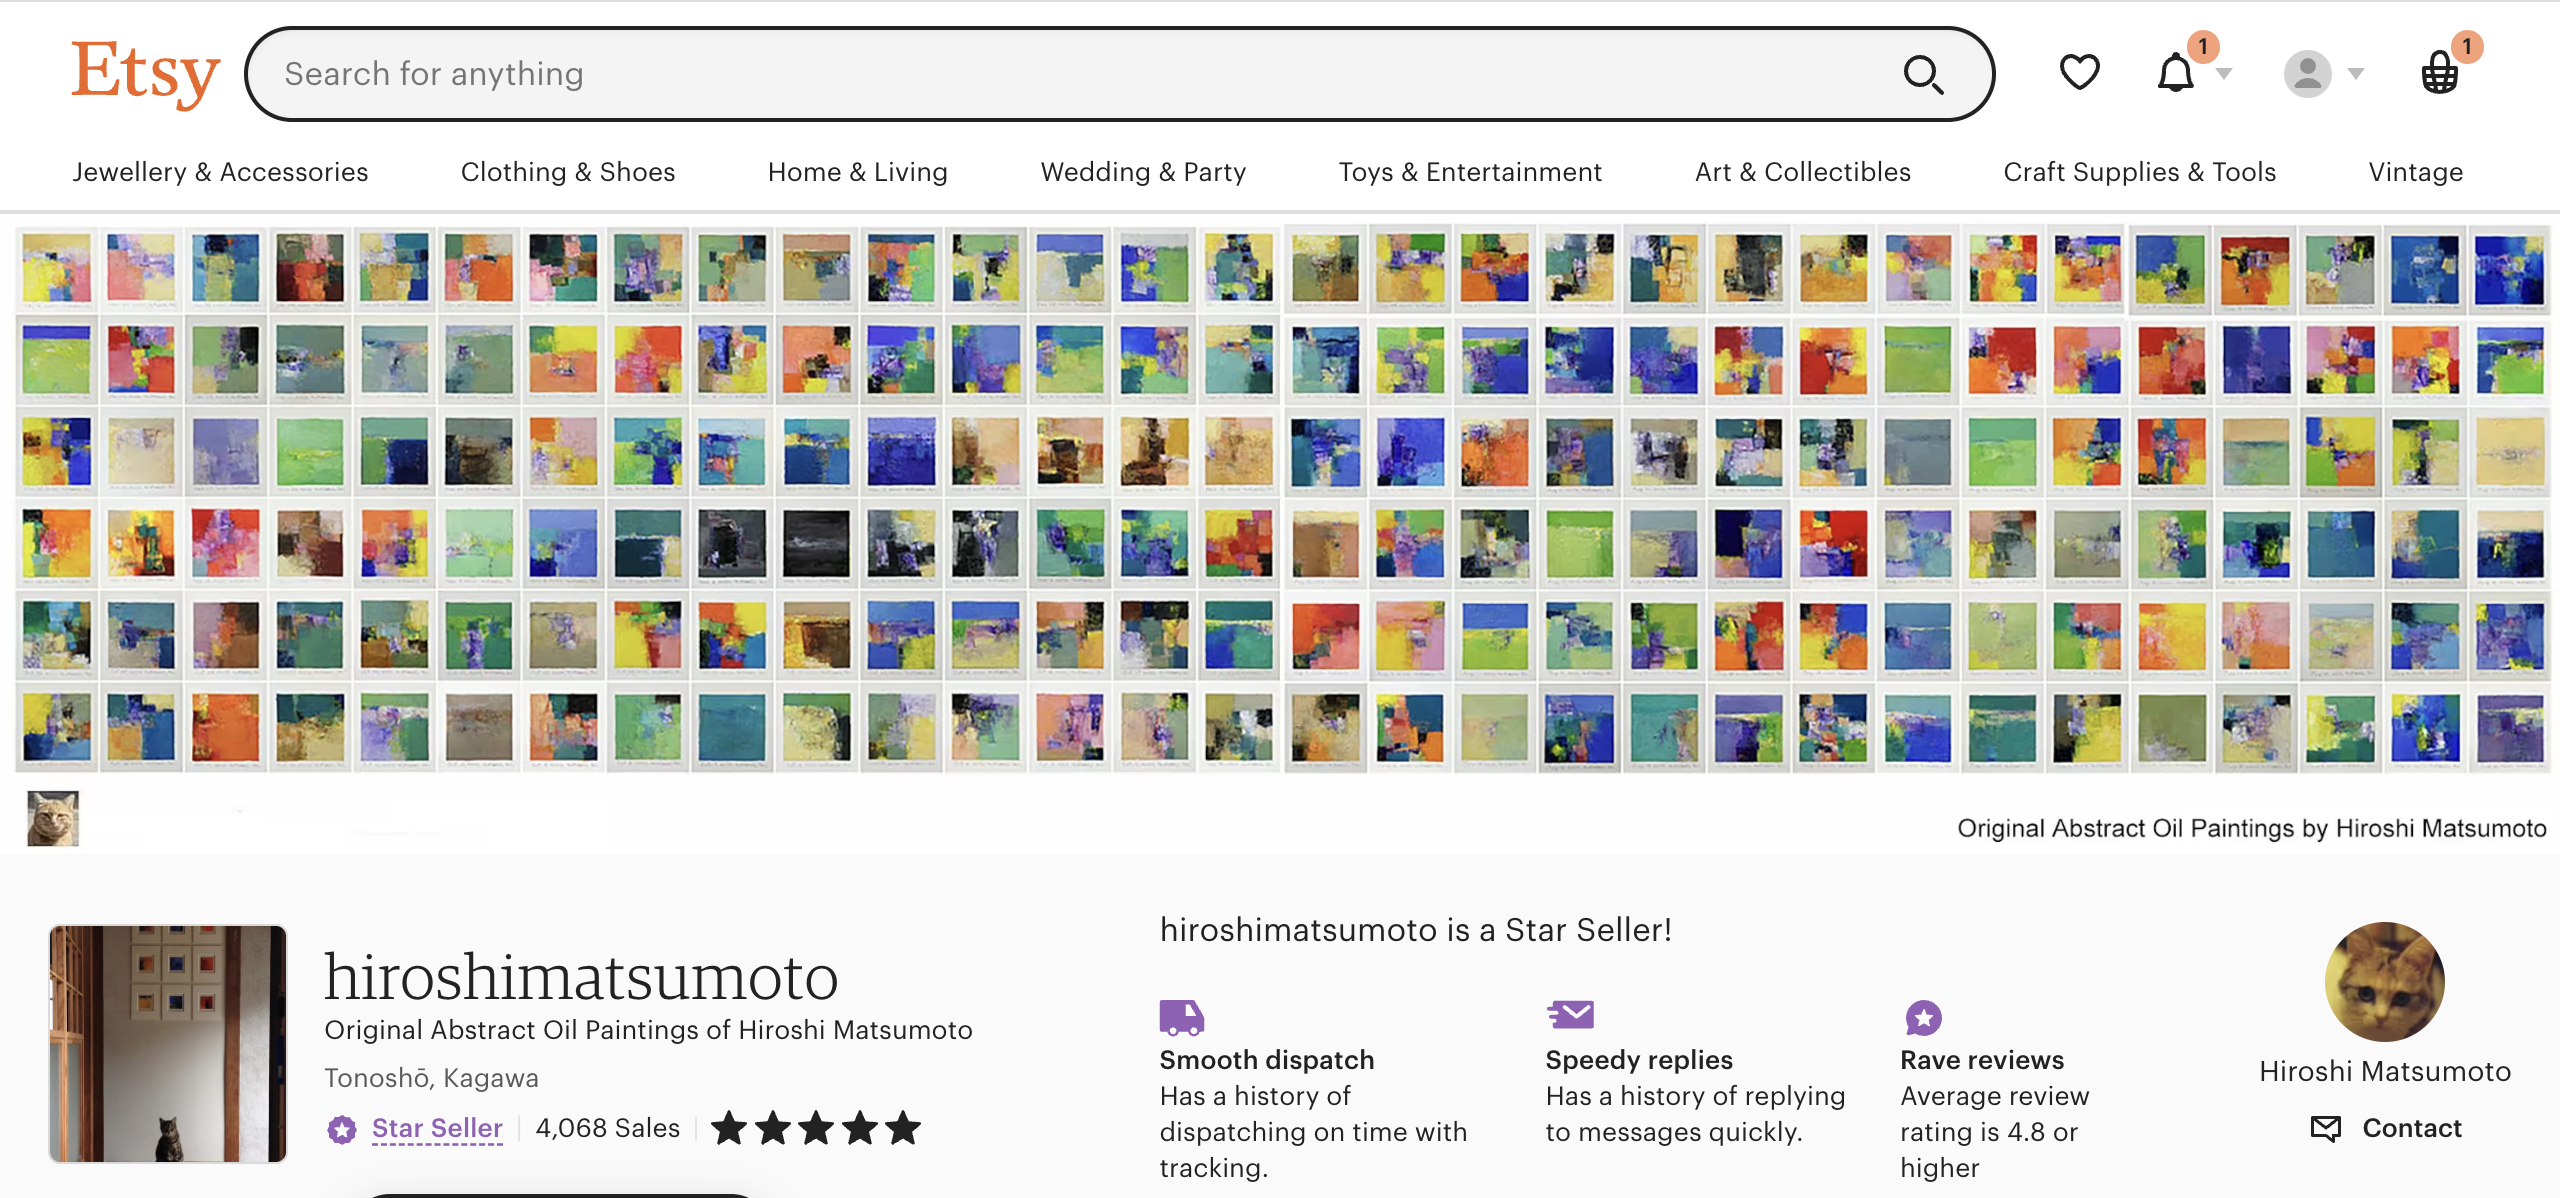 Etsy
Search for anything
1
1
Jewellery & Accessories
Clothing & Shoes
Home & Living
Wedding & Party
Toys & Entertainment
Art & Collectibles
Craft Supplies & Tools
Vintage
Original Abstract Oil Paintings by Hiroshi Matsumoto
hiroshimatsumoto
Original Abstract Oil Paintings of Hiroshi Matsumoto
Tonoshō, Kagawa
Star Seller
4,068 Sales
hiroshimatsumoto is a Star Seller!
Smooth dispatch
Has a history of
dispatching on time with
tracking.
Speedy replies
Has a history of replying
to messages quickly.
Rave reviews
Average review
rating is 4.8 or
higher
Hiroshi Matsumoto
Contact